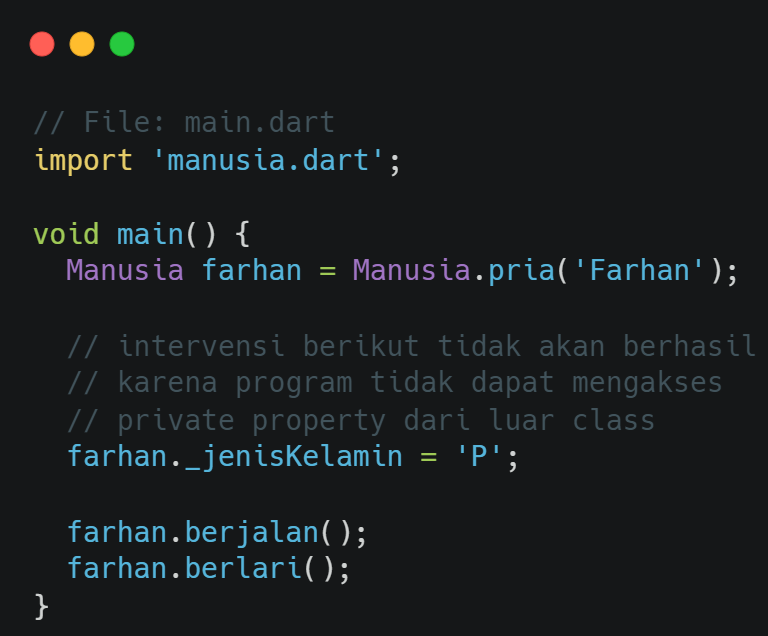 // File: main.dart
import 'manusia.dart';
void main() {
  Manusia farhan = Manusia.pria('Farhan');
  // intervensi berikut tidak akan berhasil
  // karena program tidak dapat mengakses
  // private property dari luar class
  farhan._jenisKelamin = 'P';
  farhan.berjalan();
  farhan.berlari();
}